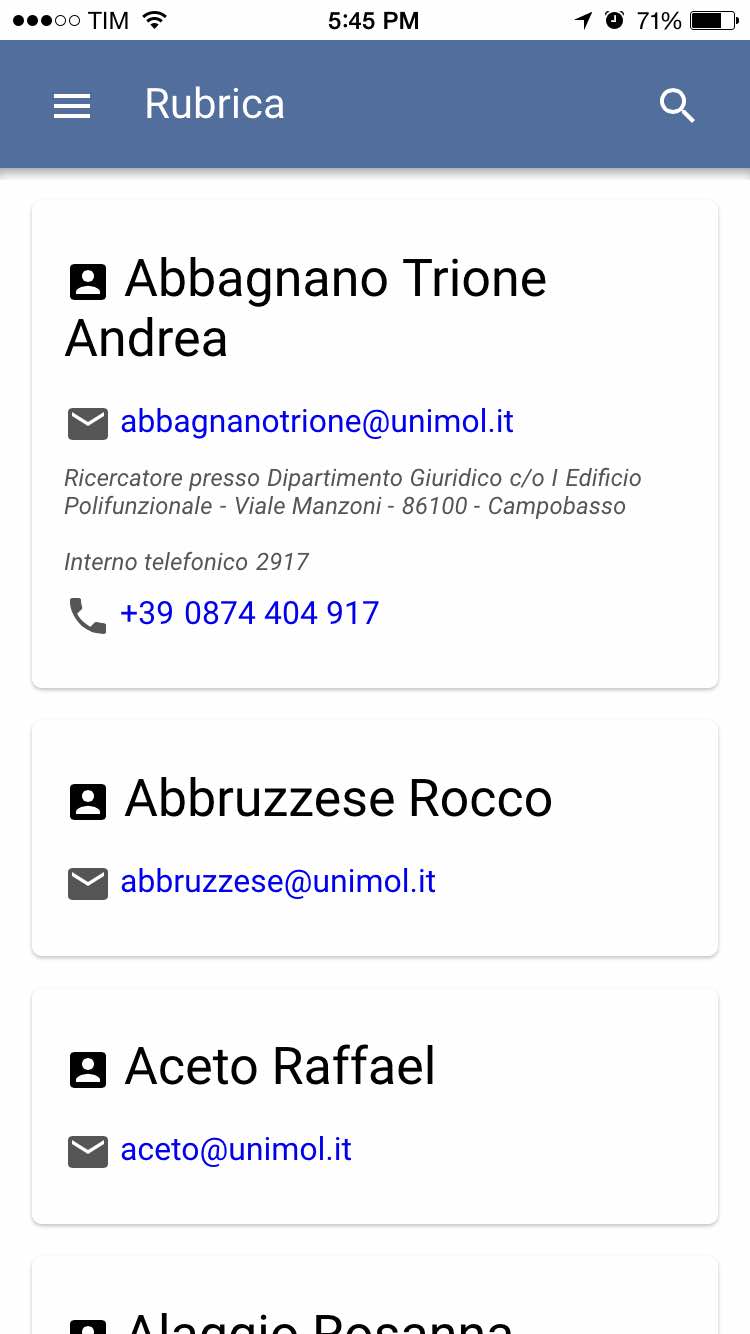 TIM 5:45 PM 71%
Rubrica
Abbagnano Trione
Andrea
abbagnanotrione@unimol.it
Ricercatore presso Dipartimento Giuridico c/o I Edificio
Polifunzionale - Viale Manzoni - 86100 - Campobasso
Interno telefonico 2917
+39 0874 404 917
Abbruzzese Rocco
abbruzzese@unimol.it
Aceto Raffael
aceto@unimol.it
Alaggio Rosanna